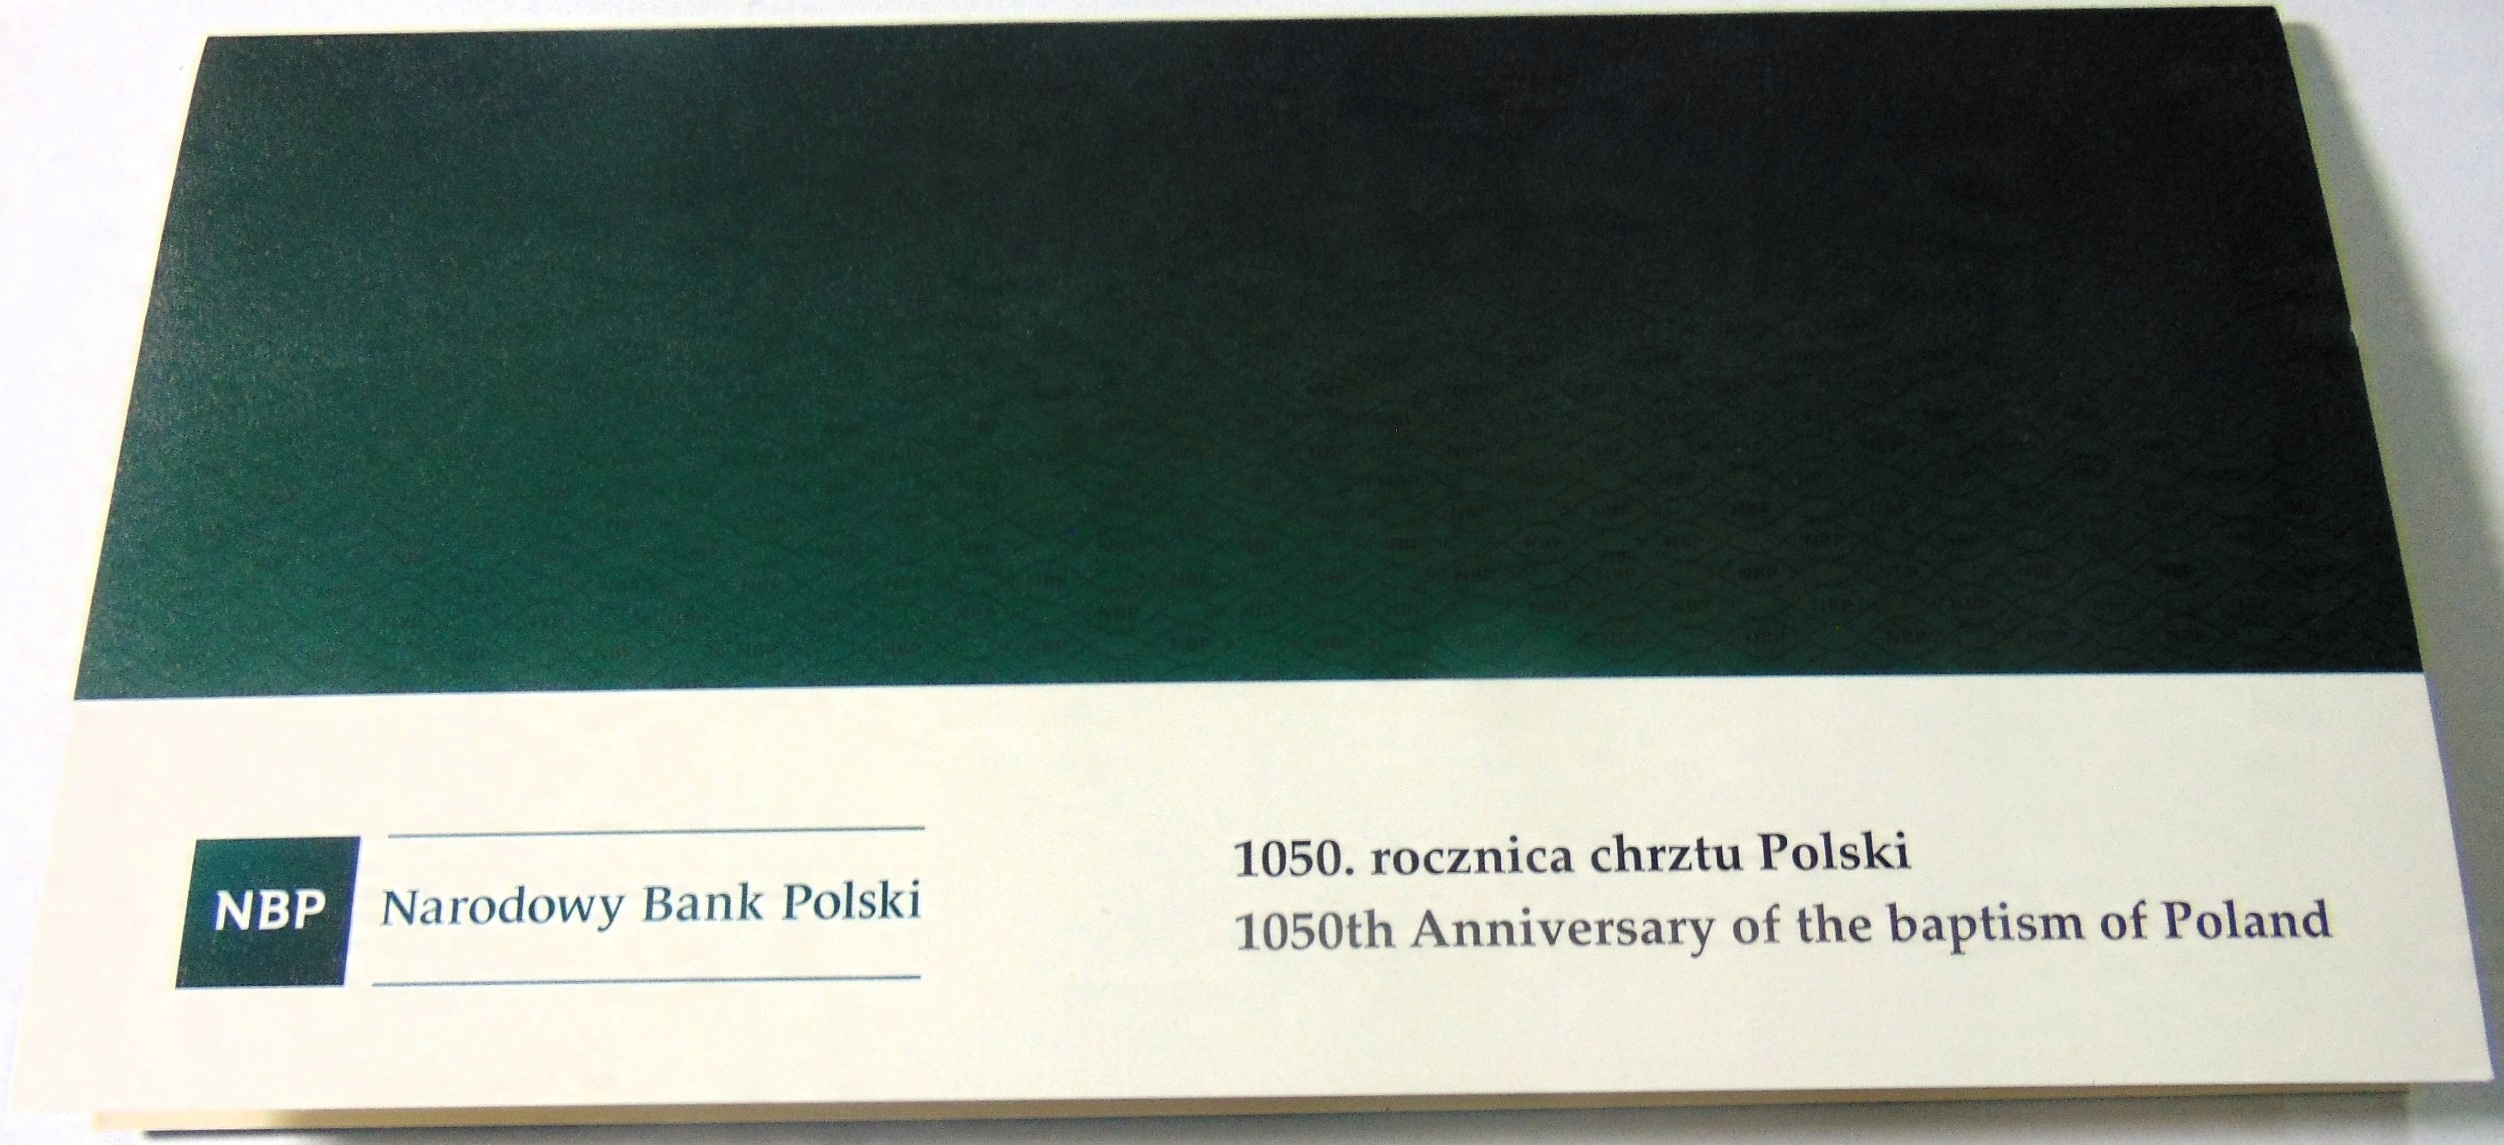 NBP
Narodowy Bank Polski
1050. rocznica chrztu Polski
1050th Anniversary of the baptism of Poland